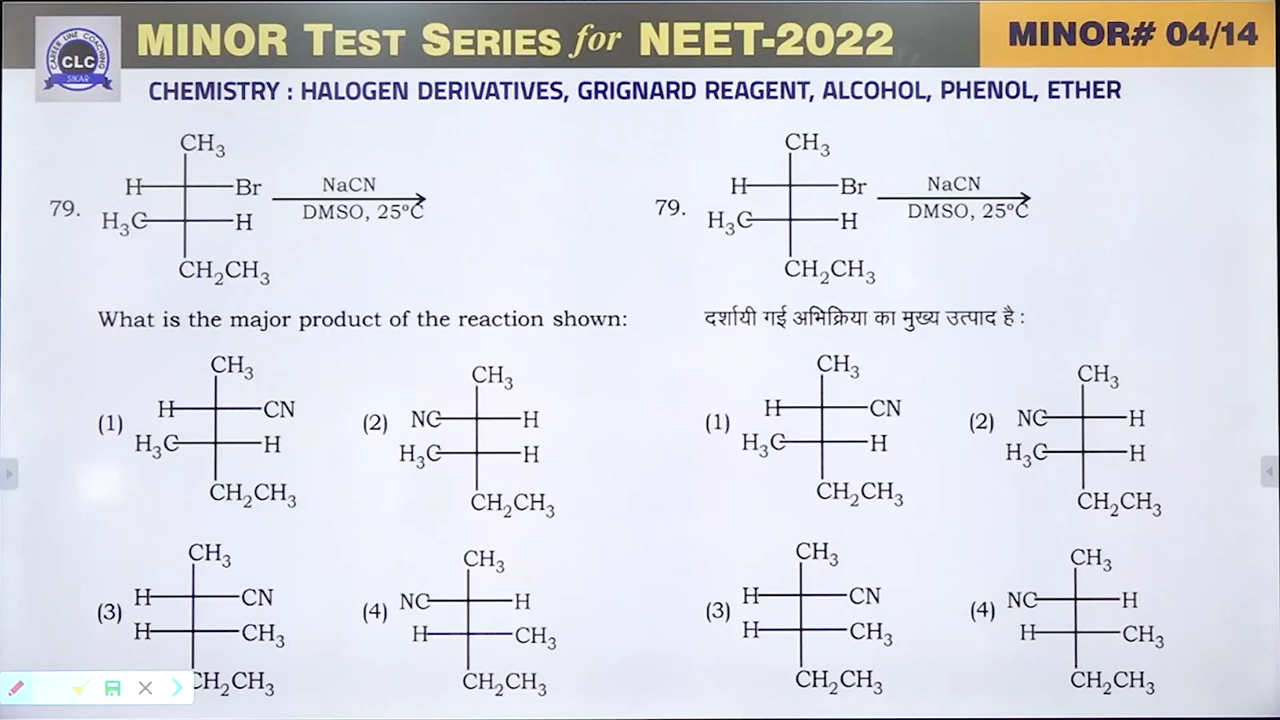 CAREER LINE COACHING
CLC
SIKAR
MINOR TEST SERIES for NEET-2022
MINOR# 04/14
CHEMISTRY : HALOGEN DERIVATIVES, GRIGNARD REAGENT, ALCOHOL, PHENOL, ETHER
79.
CH₃
H Br
H₃C H
CH₂CH₃
NaCN
DMSO, 25°C
What is the major product of the reaction shown:
(1)
CH₃
H CN
H₃C H
CH₂CH₃
(2)
CH₃
NC H
H₃C H
CH₂CH₃
(3)
CH₃
H CN
H CH₃
CH₂CH₃
(4)
CH₃
NC H
H CH₃
CH₂CH₃
79.
CH₃
H Br
H₃C H
CH₂CH₃
NaCN
DMSO, 25°C
दर्शायी गई अभिक्रिया का मुख्य उत्पाद है :
(1)
CH₃
H CN
H₃C H
CH₂CH₃
(2)
CH₃
NC H
H₃C H
CH₂CH₃
(3)
CH₃
H CN
H CH₃
CH₂CH₃
(4)
CH₃
NC H
H CH₃
CH₂CH₃